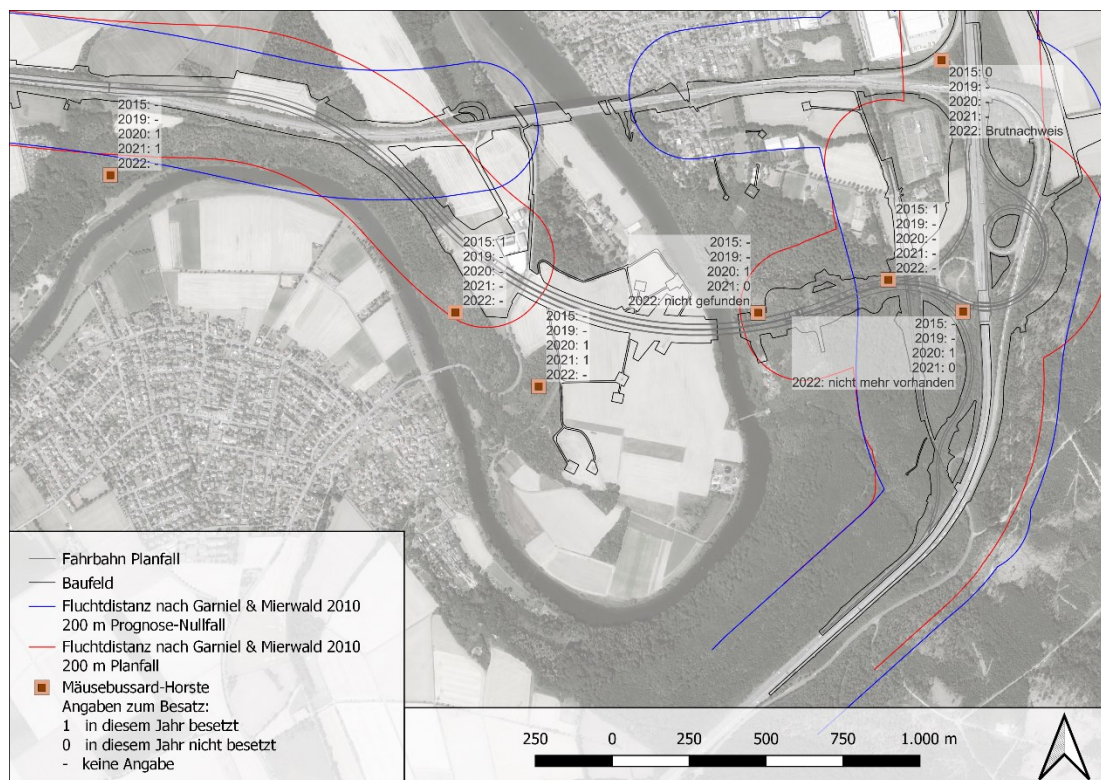 2015: 0
2019: -
2020: -
2021: -
2022: Brutnachweis
2015: -
2019: -
2020: 1
2021: 1
2022: -
2015: 1
2019: -
2020: -
2021: -
2022: -
2015: 1
2019: -
2020: -
2021: -
2022: -
2015: -
2019: -
2020: 1
2021: 0
2022: nicht gefunden
2015: -
2019: -
2020: 1
2021: 1
2022: -
2015: -
2019: -
2020: 1
2021: 0
2022: nicht mehr vorhanden
Fahrbahn Planfall
Baufeld
Fluchtdistanz nach Garniel & Mierwald 2010
200 m Prognose-Nullfall
Fluchtdistanz nach Garniel & Mierwald 2010
200 m Planfall
Mäusebussard-Horste
Angaben zum Besatz:
1 in diesem Jahr besetzt
0 in diesem Jahr nicht besetzt
- keine Angabe
250 0 250 500 750 1.000 m